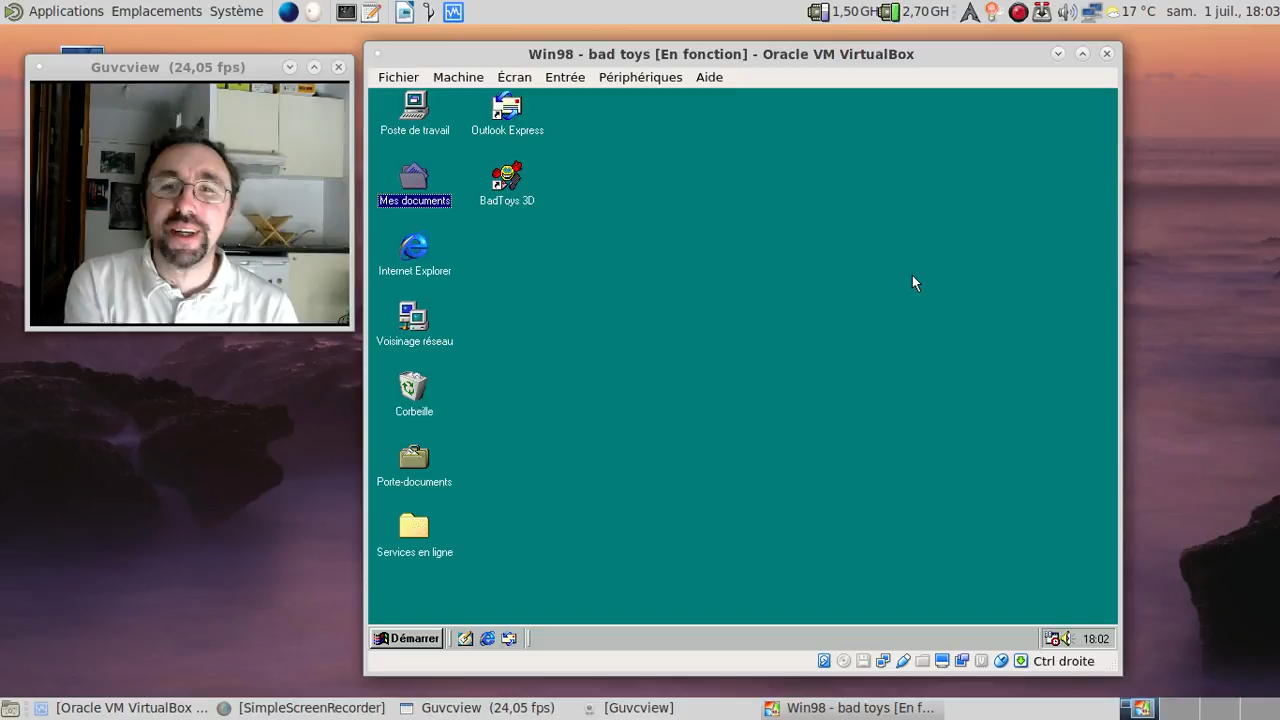 Applications Emplacements Système
1,50 GH 2,70 GH 17 °C sam. 1 juil., 18:03
Guvcview (24,05 fps)
Win98 - bad toys [En fonction] - Oracle VM VirtualBox
Fichier Machine Écran Entrée Périphériques Aide
Poste de travail
Outlook Express
Mes documents
BadToys 3D
Internet Explorer
Voisinage réseau
Corbeille
Porte-documents
Services en ligne
Démarrer
18:02
Ctrl droite
[Oracle VM VirtualBox ... [SimpleScreenRecorder] Guvcview (24,05 fps) [Guvcview] Win98 - bad toys [En f...